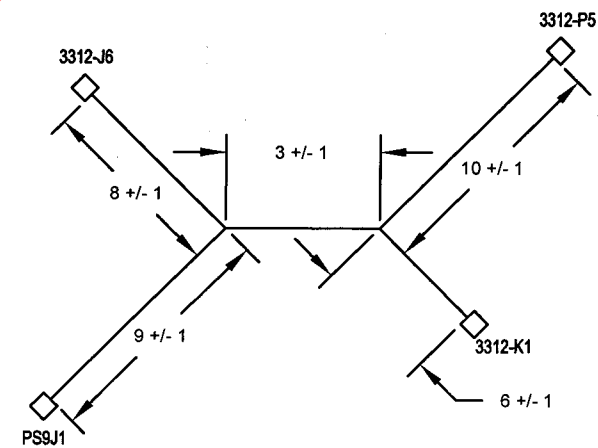 3312-P5
3312-J6
3 +/- 1
10 +/- 1
8 +/- 1
9 +/- 1
3312-K1
6 +/- 1
PS9J1